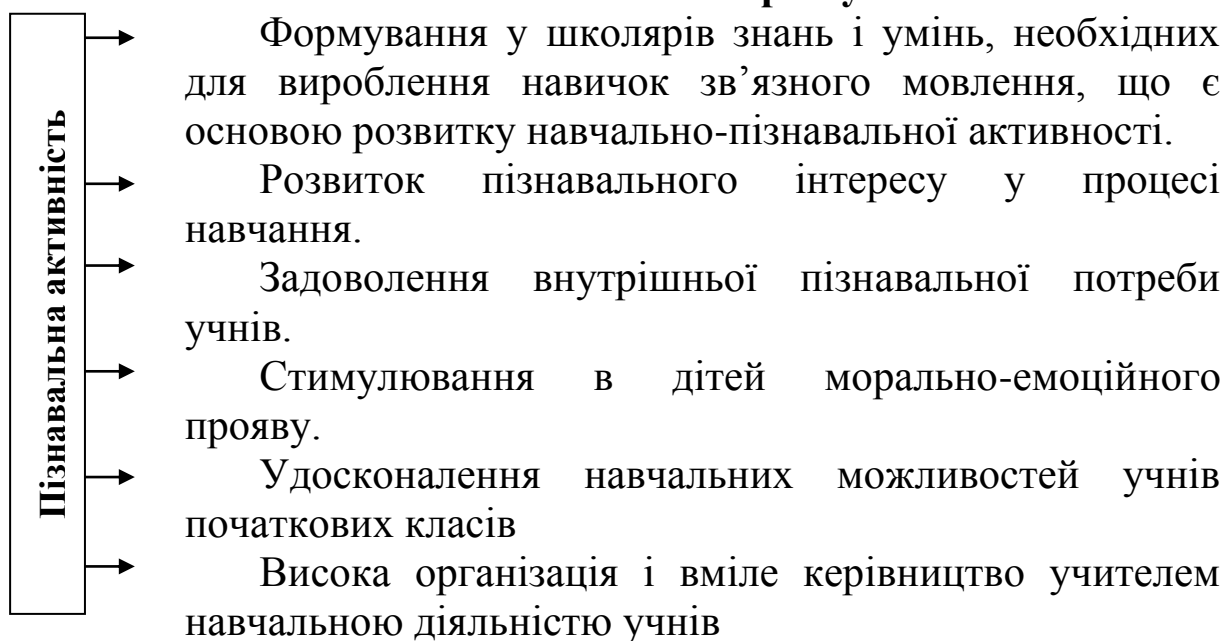 Пізнавальна активність
Формування у школярів знань і умінь, необхідних
для вироблення навичок зв’язного мовлення, що є
основою розвитку навчально-пізнавальної активності.
Розвиток пізнавального інтересу у процесі
навчання.
Задоволення внутрішньої пізнавальної потреби
учнів.
Стимулювання в дітей морально-емоційного
прояву.
Удосконалення навчальних можливостей учнів
початкових класів
Висока організація і вміле керівництво учителем
навчальною діяльністю учнів